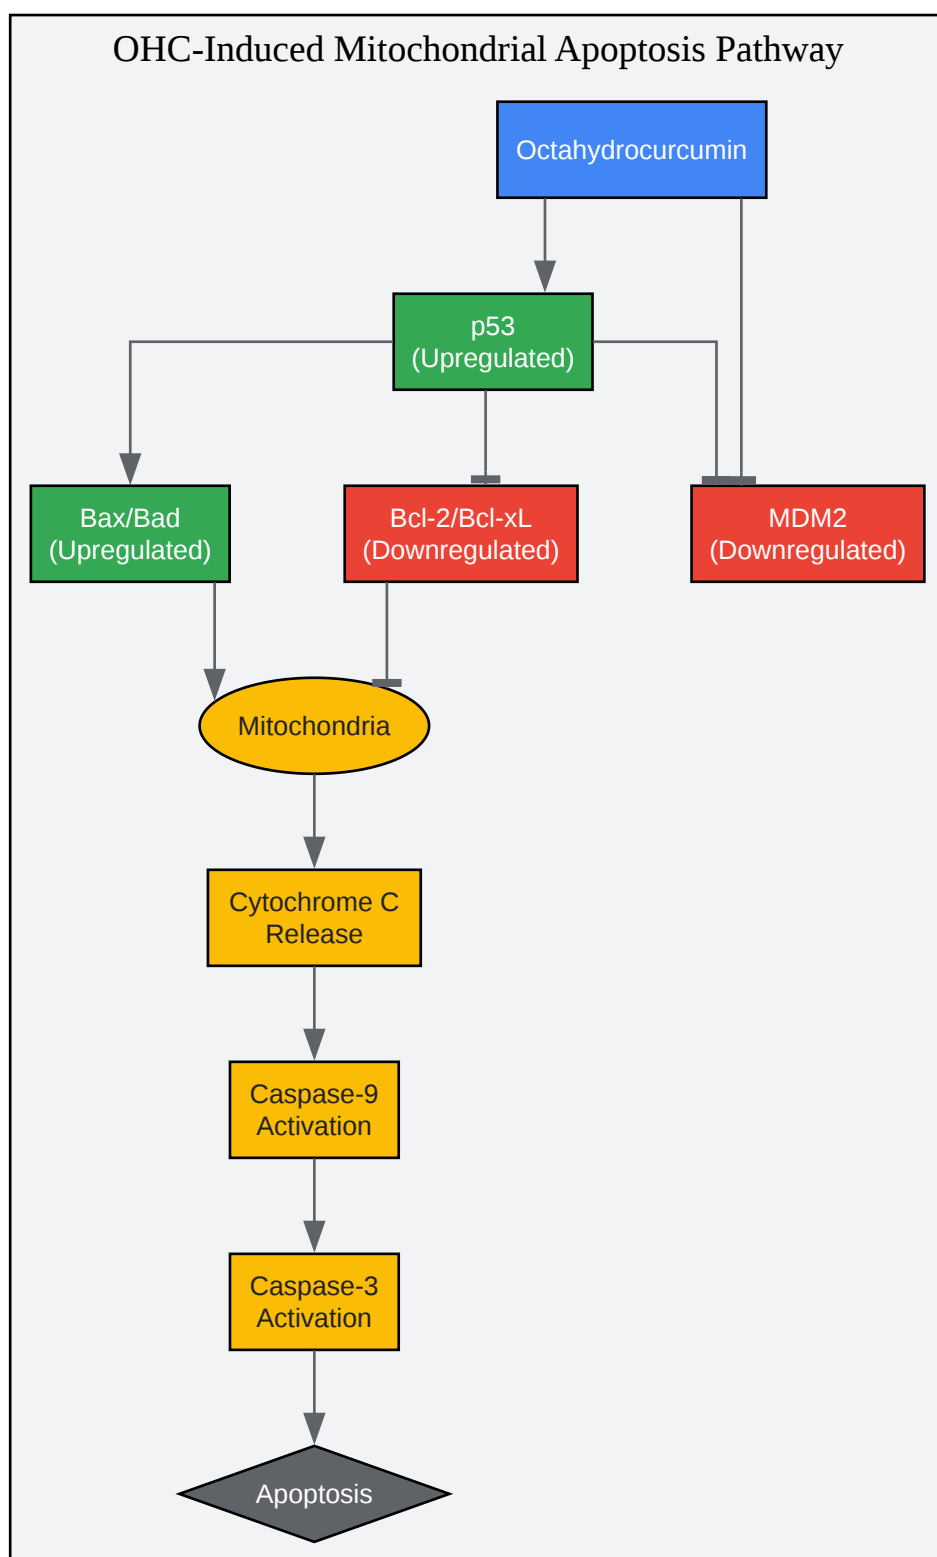 OHC-Induced Mitochondrial Apoptosis Pathway
Octahydrocurcumin
p53
(Upregulated)
Bax/Bad
(Upregulated)
Bcl-2/Bcl-xL
(Downregulated)
MDM2
(Downregulated)
Mitochondria
Cytochrome C
Release
Caspase-9
Activation
Caspase-3
Activation
Apoptosis